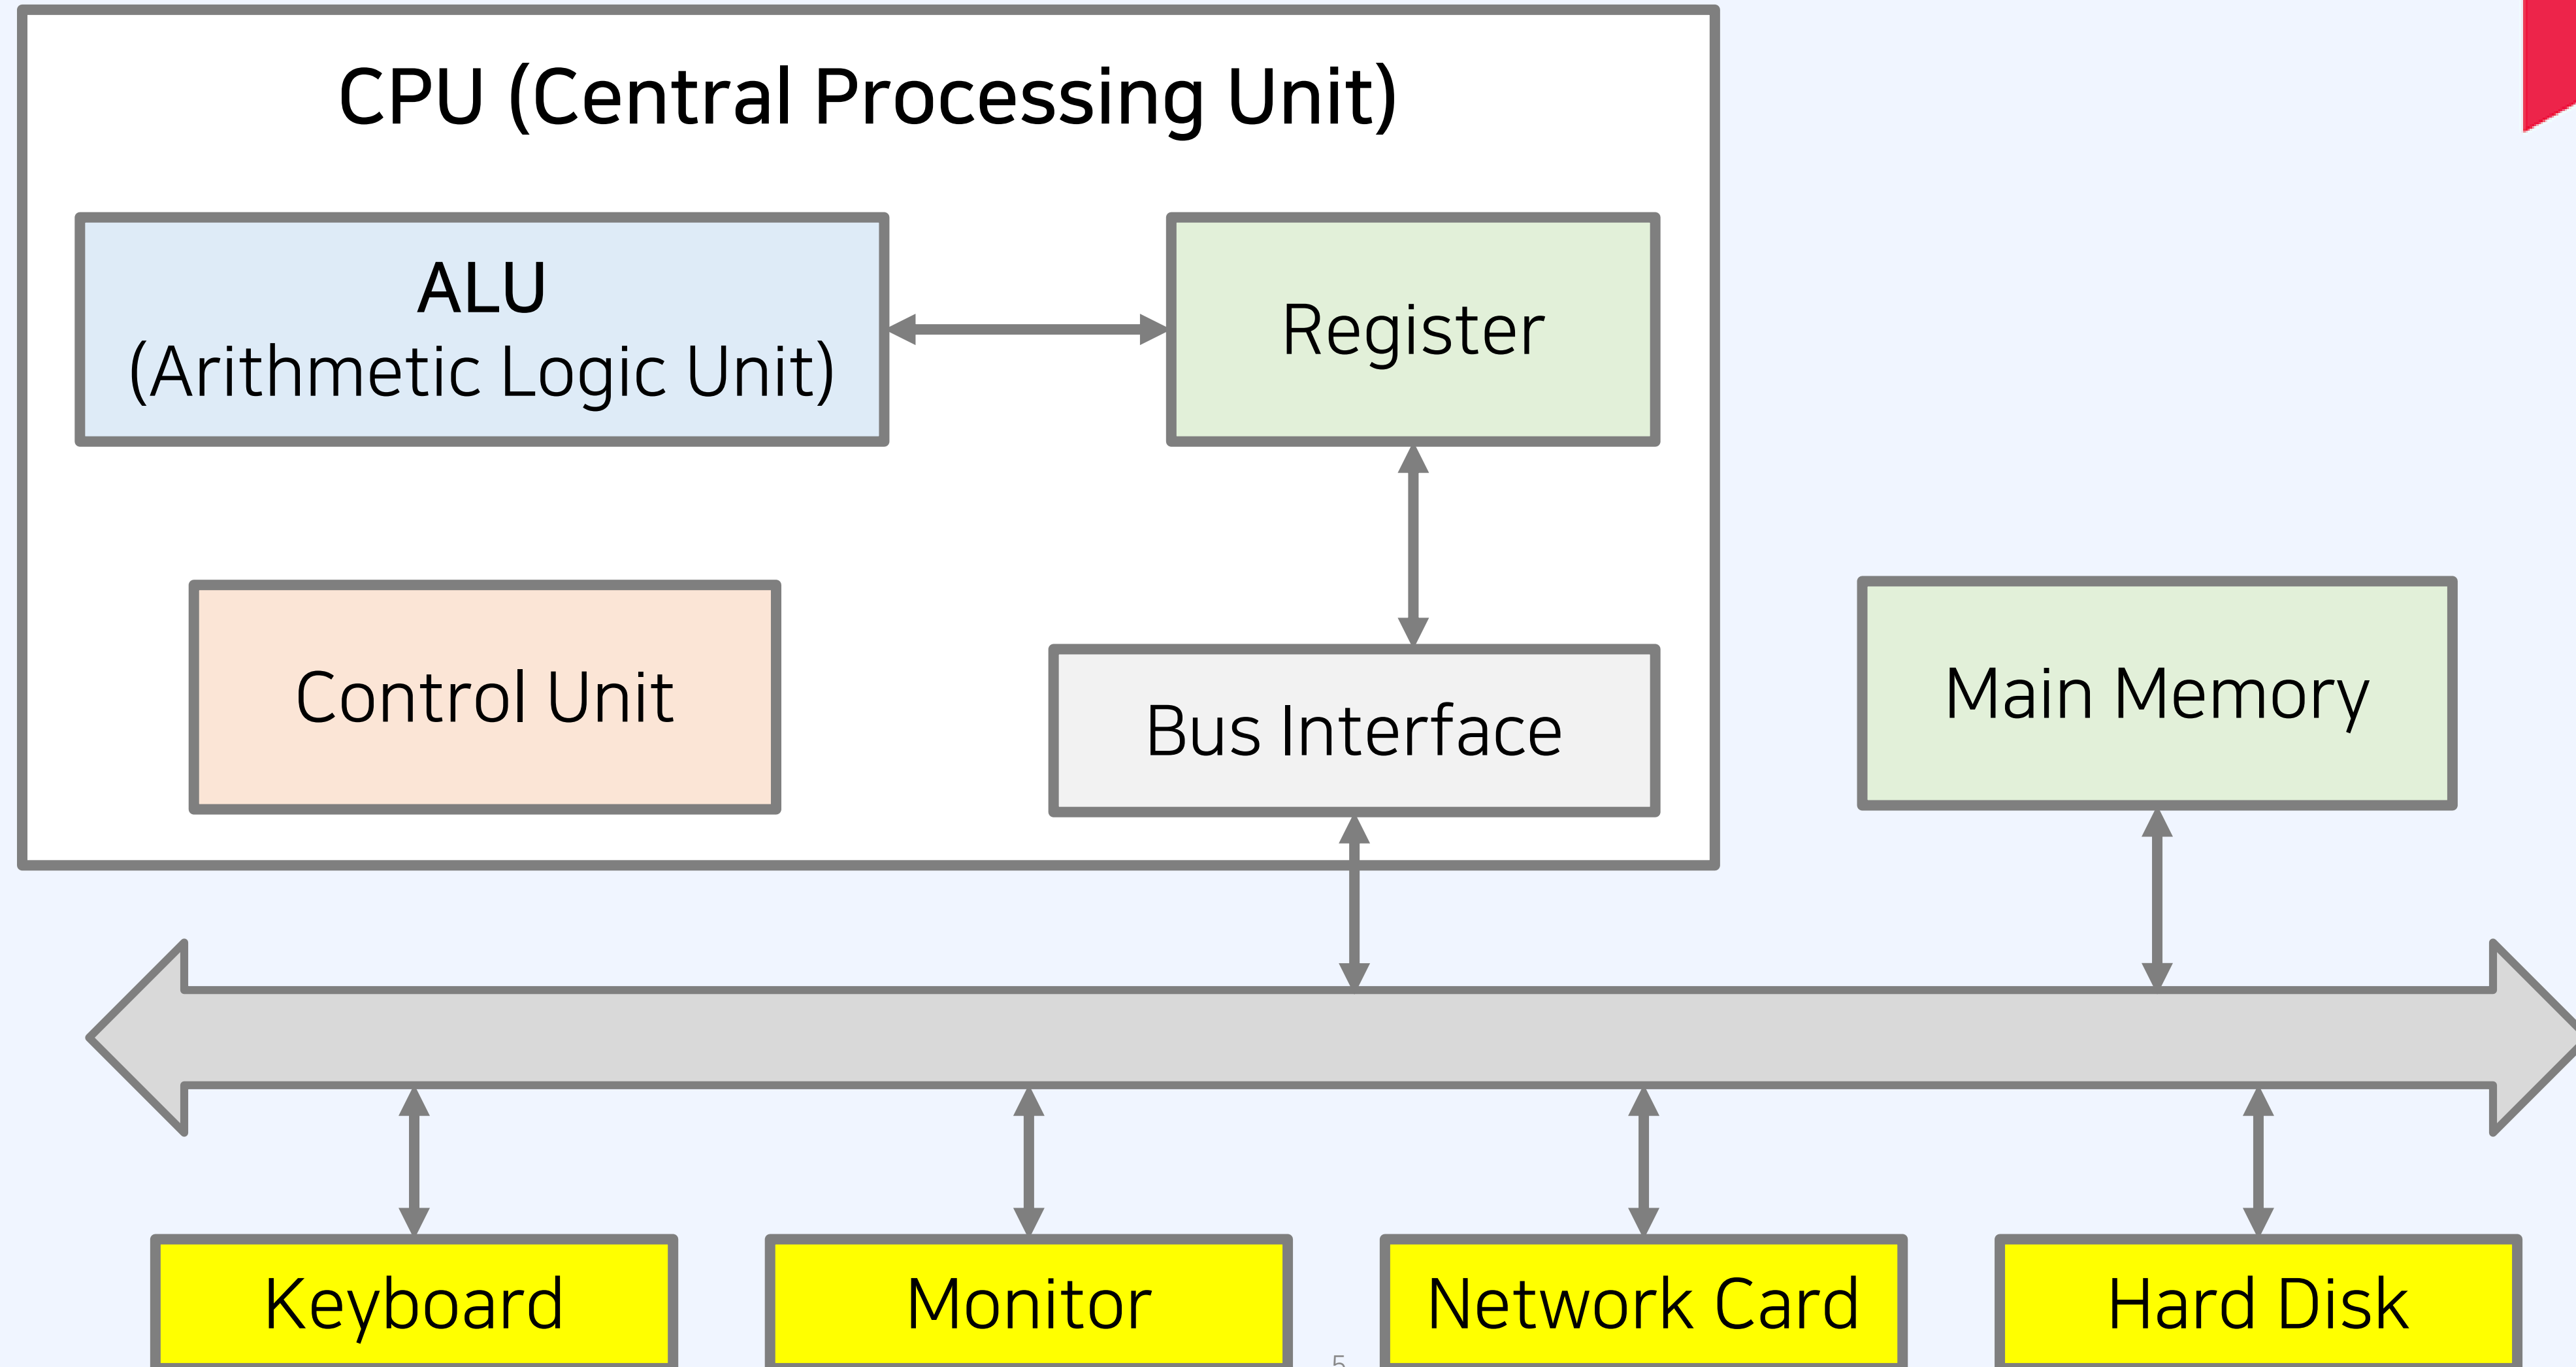 CPU (Central Processing Unit)
ALU
(Arithmetic Logic Unit)
Register
Control Unit
Bus Interface
Main Memory
Keyboard
Monitor
Network Card
Hard Disk
5